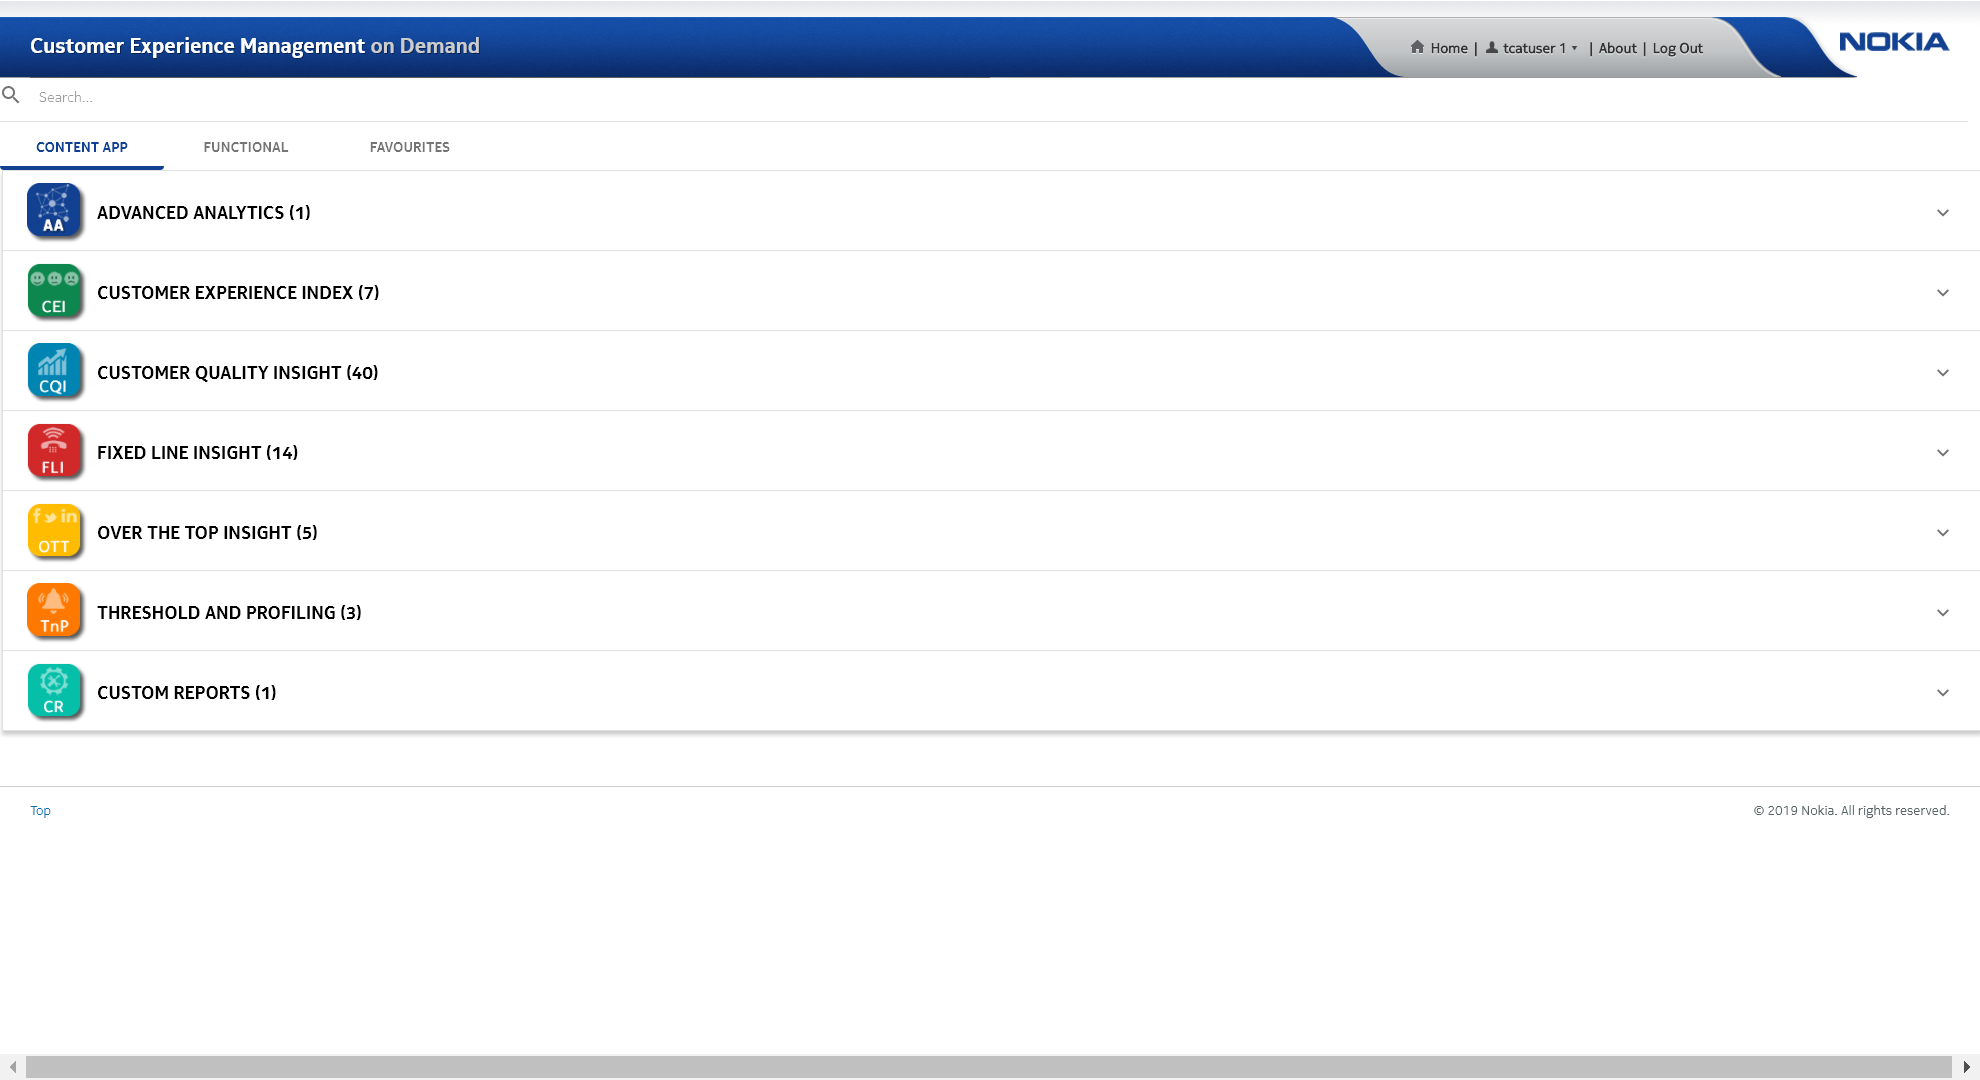 Customer Experience Management on Demand
Home | tcatuser 1 | About | Log Out
NOKIA
Search...
CONTENT APP FUNCTIONAL FAVOURITES
AA
ADVANCED ANALYTICS (1)
CEI
CUSTOMER EXPERIENCE INDEX (7)
CQI
CUSTOMER QUALITY INSIGHT (40)
FLI
FIXED LINE INSIGHT (14)
f in
OTT
OVER THE TOP INSIGHT (5)
TnP
THRESHOLD AND PROFILING (3)
CR
CUSTOM REPORTS (1)
Top
© 2019 Nokia. All rights reserved.